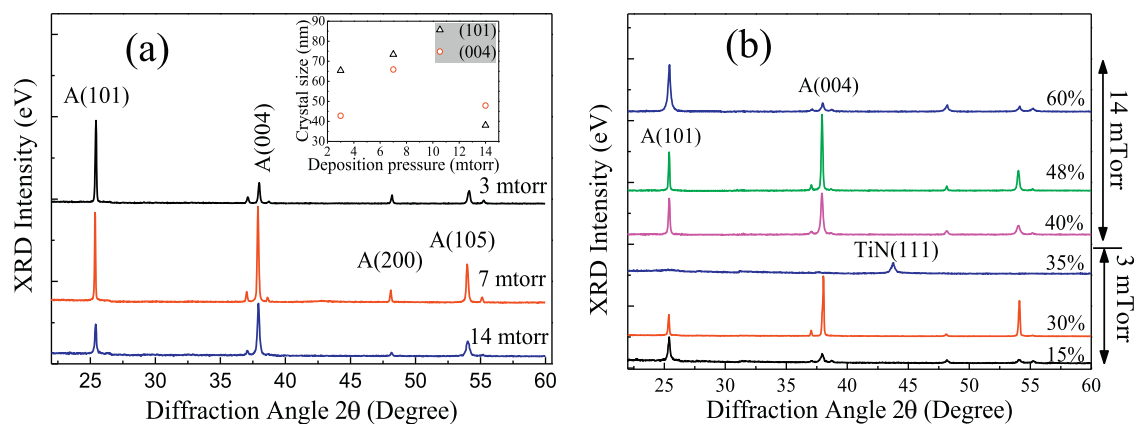 (a)
XRD Intensity (eV)
A(101)
A(004)
A(200)
A(105)
3 mtorr
7 mtorr
14 mtorr
25 30 35 40 45 50 55 60
Diffraction Angle 2θ (Degree)
Crystal size (nm)
90
80
70
60
50
40
30
2 4 6 8 10 12 14
Deposition pressure (mtorr)
(101)
(004)
(b)
XRD Intensity (eV)
A(101)
A(004)
TiN(111)
60%
48%
40%
35%
30%
15%
14 mTorr
3 mTorr
25 30 35 40 45 50 55 60
Diffraction Angle 2θ (Degree)